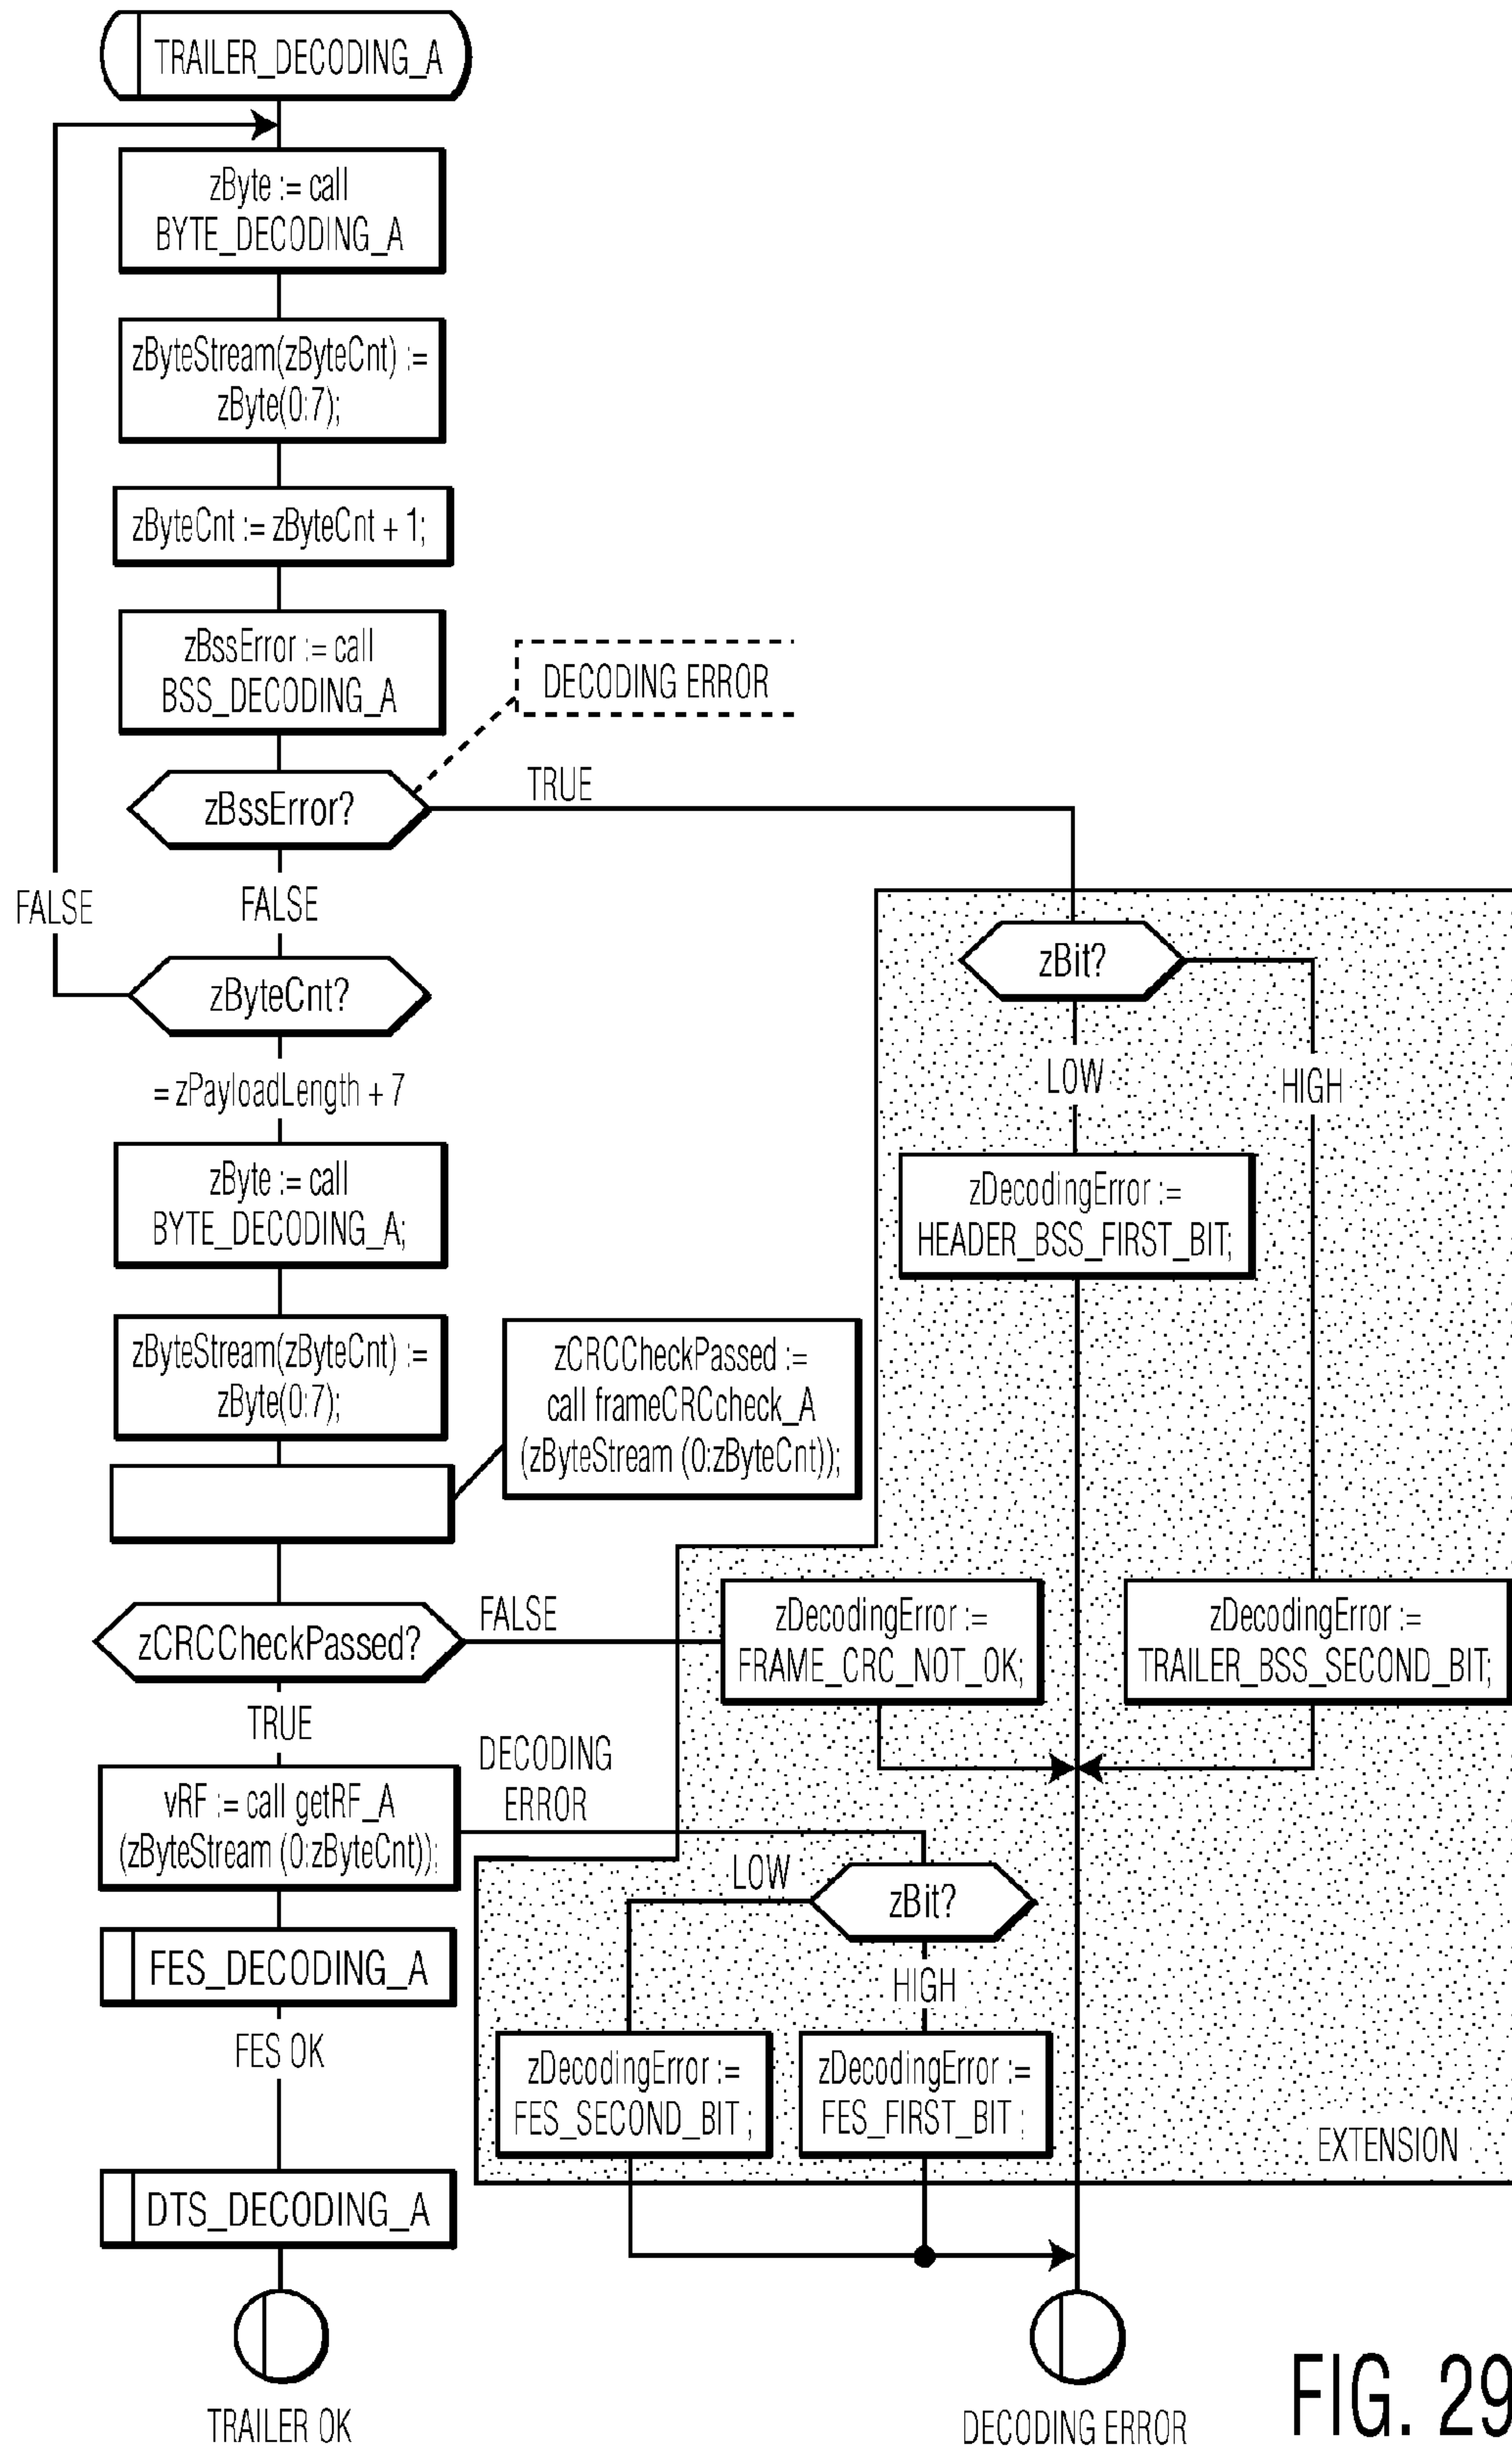 TRAILER_DECODING_A
zByte := call
BYTE_DECODING_A
zByteStream(zByteCnt) :=
zByte(0:7);
zByteCnt := zByteCnt + 1;
zBssError := call
BSS_DECODING_A
DECODING ERROR
zBssError?
TRUE
FALSE
FALSE
zByteCnt?
= zPayloadLength + 7
zByte := call
BYTE_DECODING_A;
zByteStream(zByteCnt) :=
zByte(0:7);
zCRCCheckPassed :=
call frameCRCcheck_A
(zByteStream (0:zByteCnt));
zCRCCheckPassed?
FALSE
TRUE
vRF := call getRF_A
(zByteStream (0:zByteCnt));
DECODING
ERROR
FES_DECODING_A
FES OK
DTS_DECODING_A
TRAILER OK
zBit?
LOW
HIGH
zDecodingError :=
HEADER_BSS_FIRST_BIT;
zDecodingError :=
FRAME_CRC_NOT_OK;
zDecodingError :=
TRAILER_BSS_SECOND_BIT;
LOW
zBit?
HIGH
zDecodingError :=
FES_SECOND_BIT ;
zDecodingError :=
FES_FIRST_BIT ;
EXTENSION
DECODING ERROR
FIG. 29